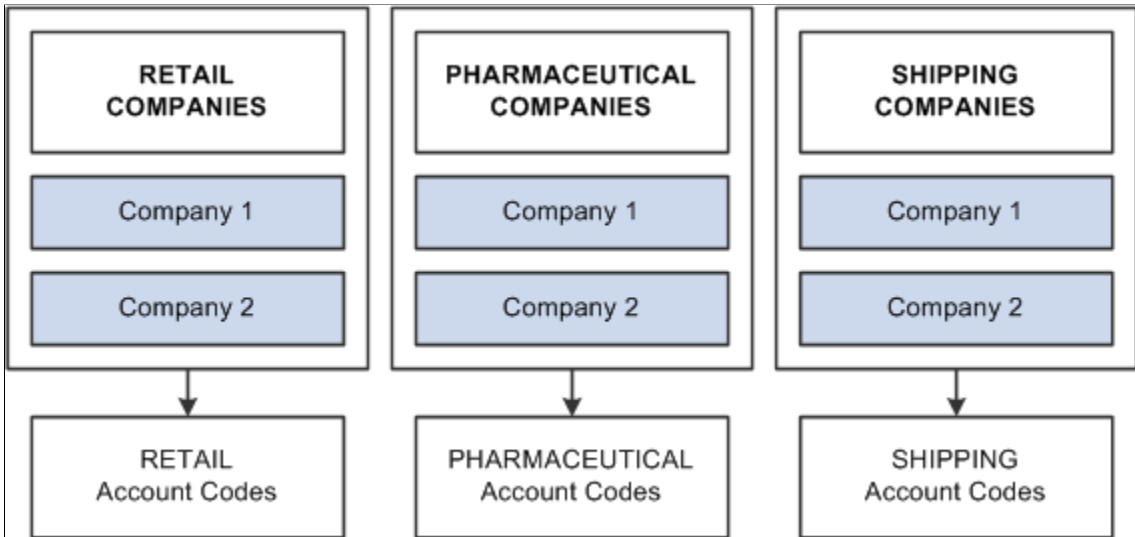 RETAIL
COMPANIES
Company 1
Company 2
RETAIL
Account Codes
PHARMACEUTICAL
COMPANIES
Company 1
Company 2
PHARMACEUTICAL
Account Codes
SHIPPING
COMPANIES
Company 1
Company 2
SHIPPING
Account Codes